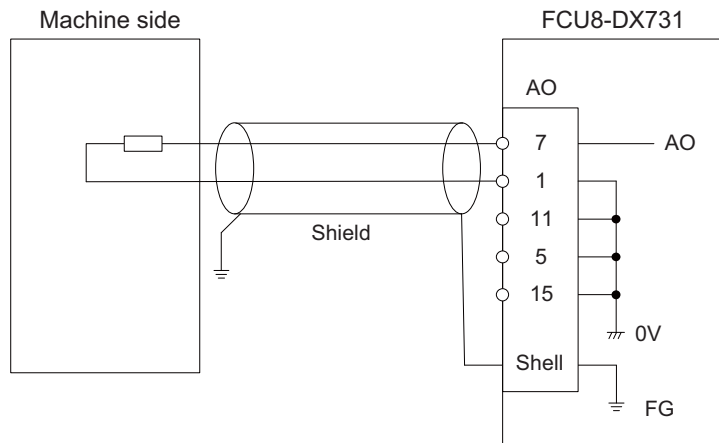 Machine side
FCU8-DX731
AO
7
AO
1
11
Shield
5
15
0V
Shell
FG